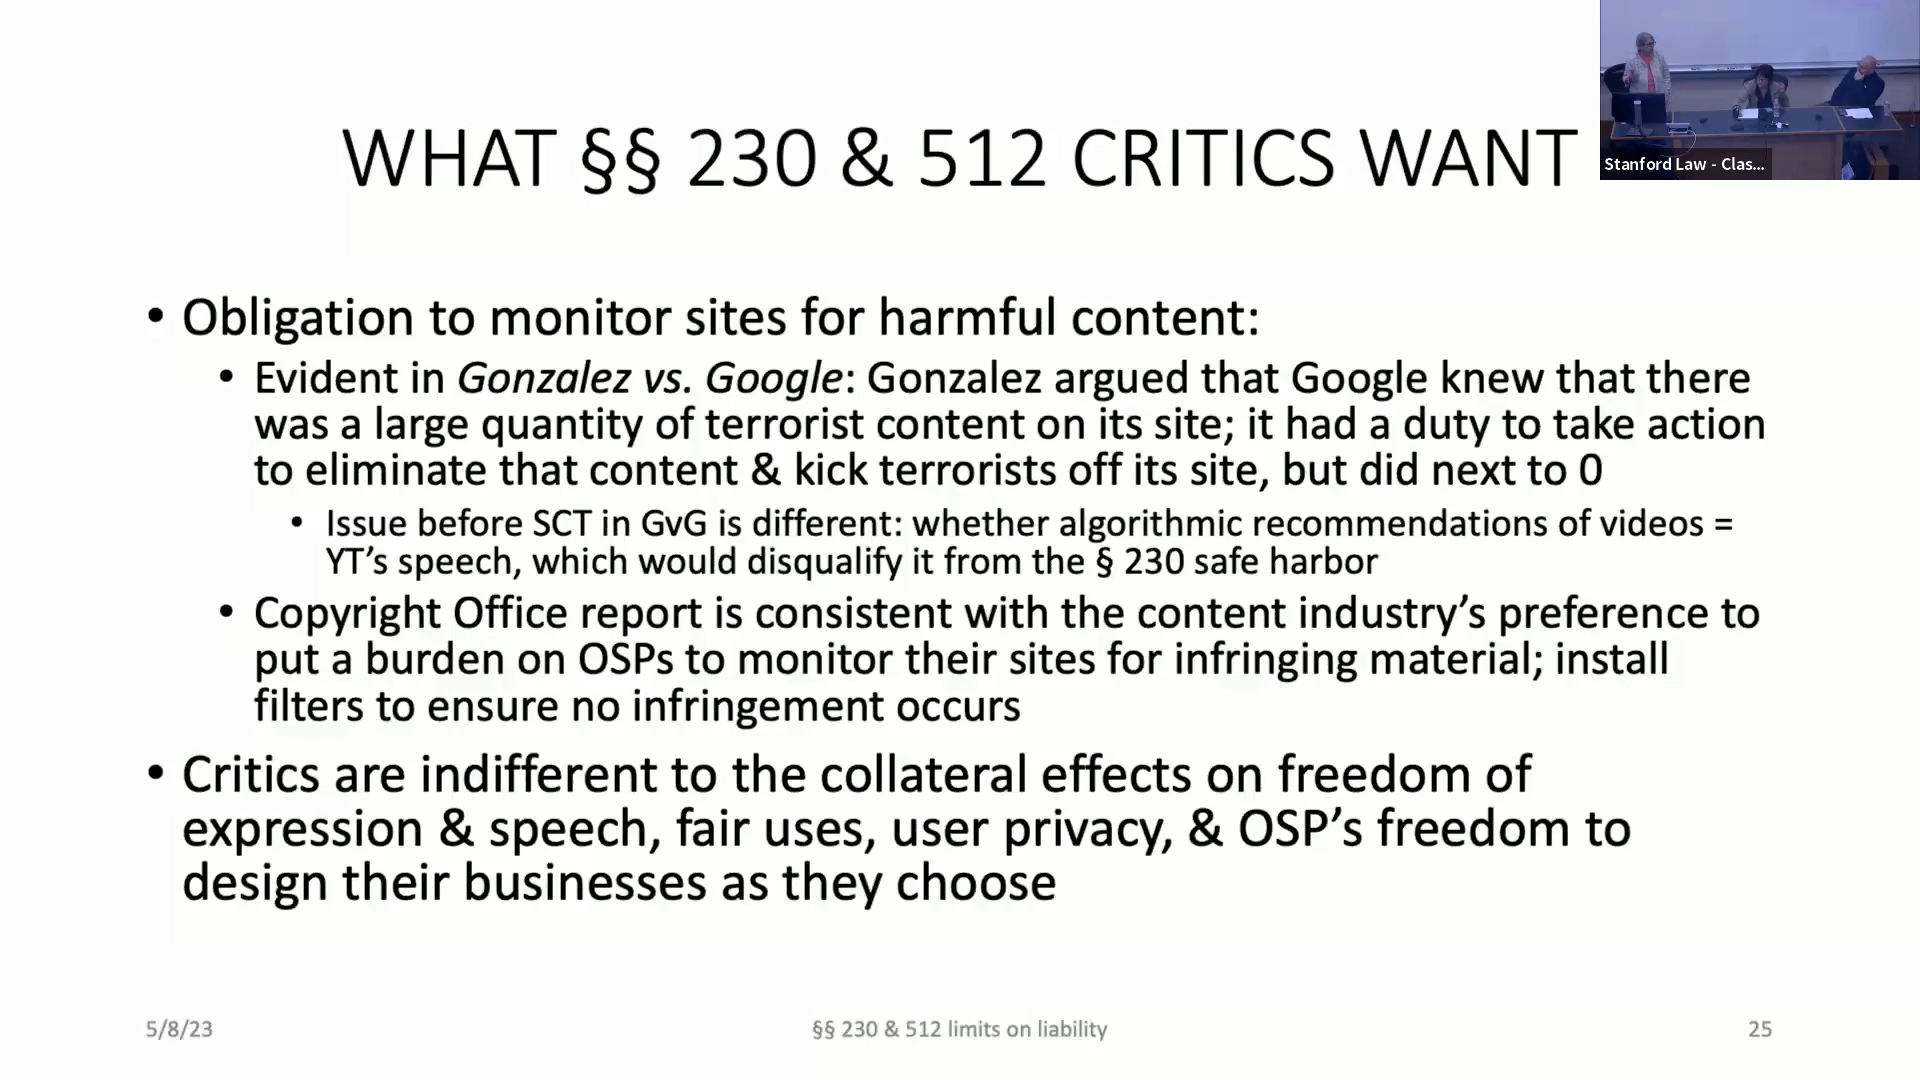 Stanford Law - Clas...
WHAT §§ 230 & 512 CRITICS WANT
• Obligation to monitor sites for harmful content:
• Evident in Gonzalez vs. Google: Gonzalez argued that Google knew that there
was a large quantity of terrorist content on its site; it had a duty to take action
to eliminate that content & kick terrorists off its site, but did next to 0
• Issue before SCT in GvG is different: whether algorithmic recommendations of videos =
YT’s speech, which would disqualify it from the § 230 safe harbor
• Copyright Office report is consistent with the content industry’s preference to
put a burden on OSPs to monitor their sites for infringing material; install
filters to ensure no infringement occurs
• Critics are indifferent to the collateral effects on freedom of
expression & speech, fair uses, user privacy, & OSP’s freedom to
design their businesses as they choose
5/8/23
§§ 230 & 512 limits on liability
25